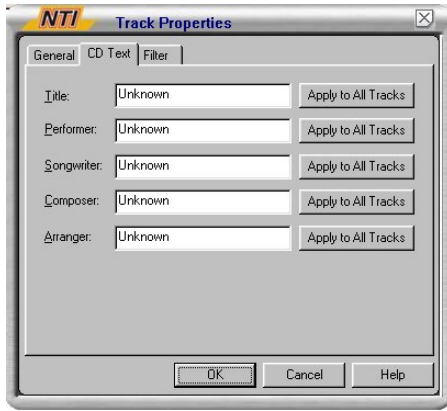 NTI Track Properties
General CD Text Filter
Title: Unknown Apply to All Tracks
Performer: Unknown Apply to All Tracks
Songwriter: Unknown Apply to All Tracks
Composer: Unknown Apply to All Tracks
Arranger: Unknown Apply to All Tracks
OK Cancel Help